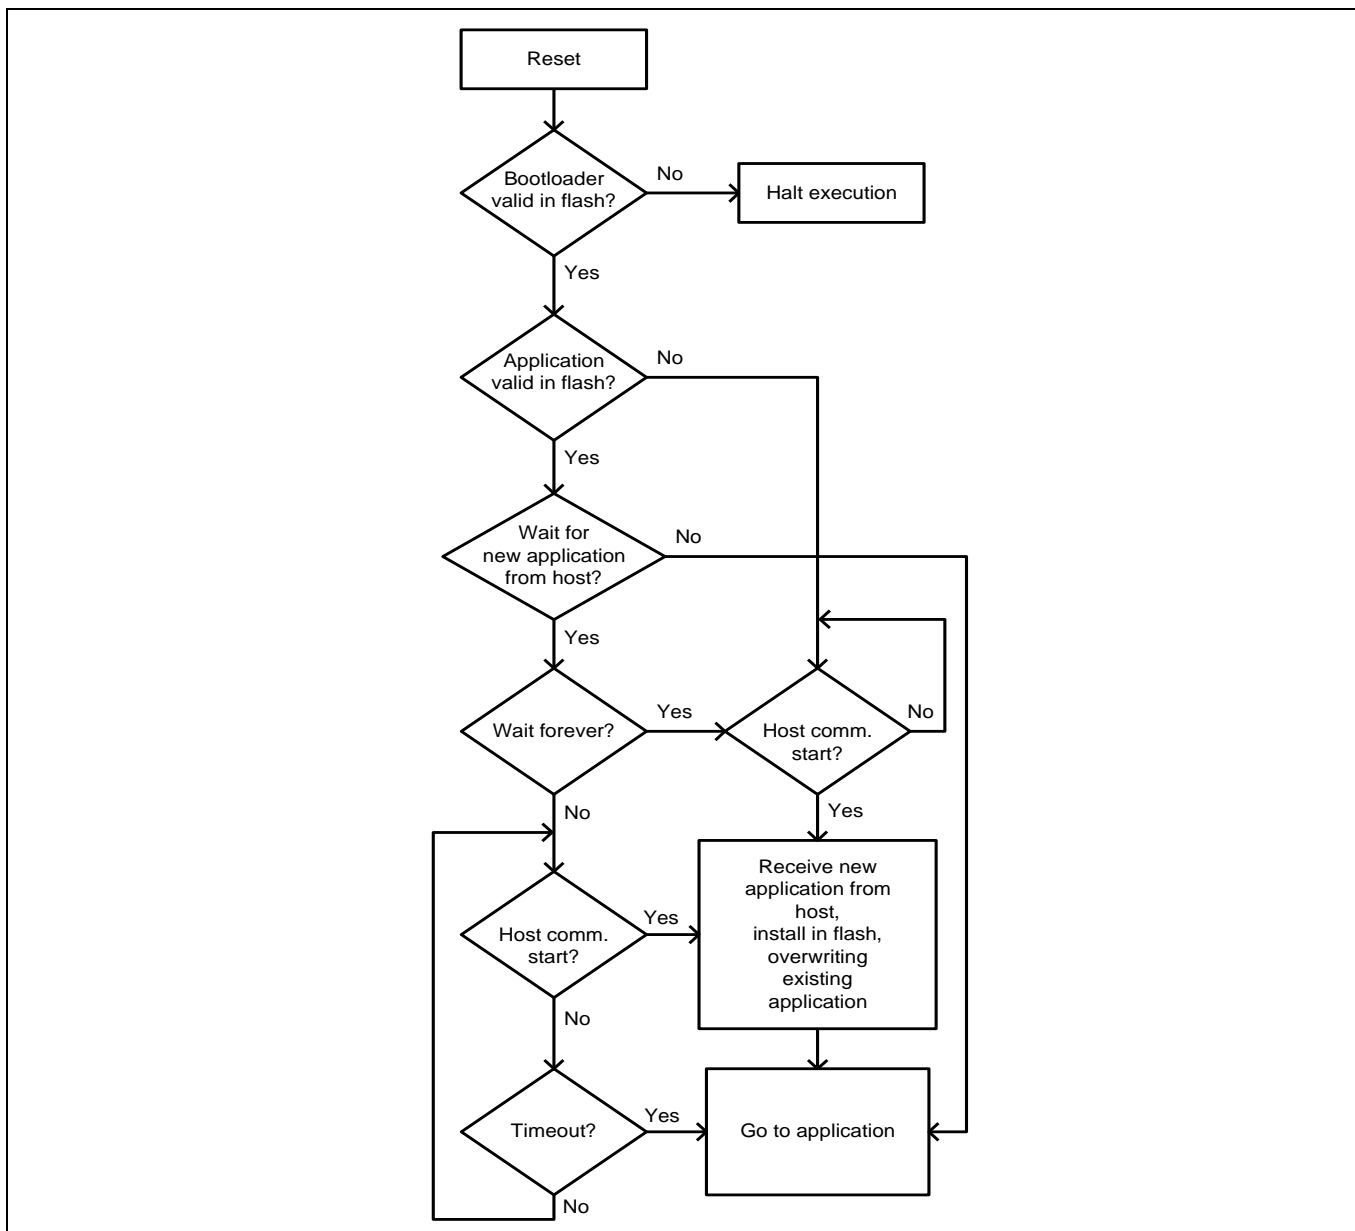 Reset
Bootloader
valid in flash?
No
Halt execution
Yes
Application
valid in flash?
No
Yes
Wait for
new application
from host?
No
Yes
Wait forever?
Yes
Host comm.
start?
No
No
Yes
Host comm.
start?
Yes
Receive new
application from
host,
install in flash,
overwriting
existing
application
No
Timeout?
Yes
Go to application
No